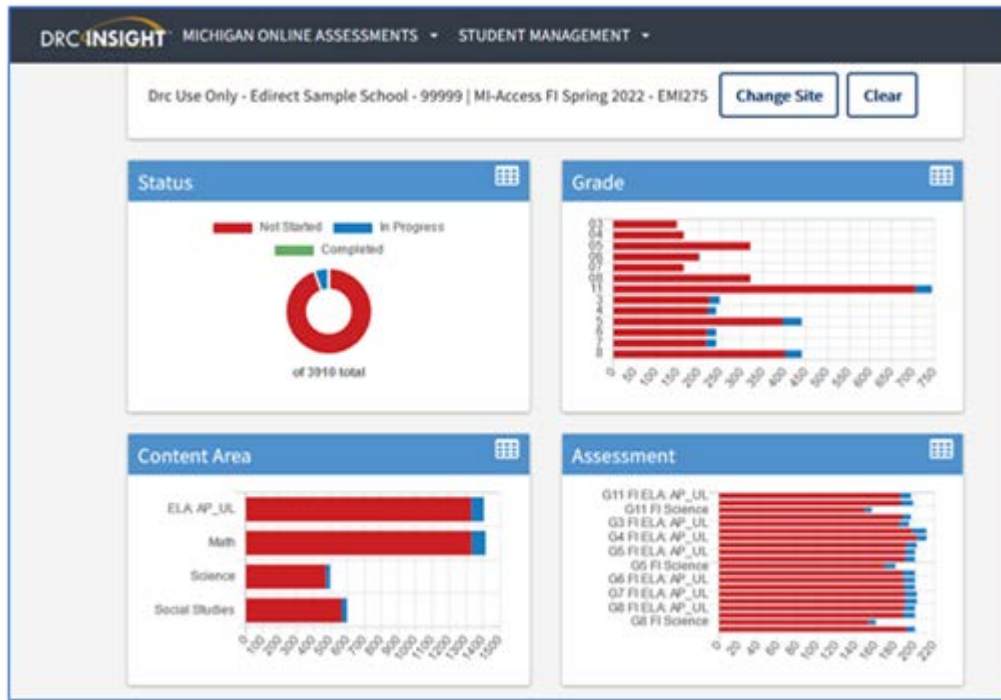 DRC INSIGHT MICHIGAN ONLINE ASSESSMENTS STUDENT MANAGEMENT
Drc Use Only - Edirect Sample School - 99999 | MI-Access FI Spring 2022 - EMI275 Change Site Clear
Status
Not Started In Progress
Completed
of 3910 total
Grade
03
04
05
06
07
08
11
3
4
5
6
7
8
0 50 100 150 200 250 300 350 400 450 500 550 600 650 700 750
Content Area
ELA: AP_UL
Math
Science
Social Studies
0 100 200 300 400 500 600 700 800 900 1000 1100 1200 1300 1400 1500
Assessment
G11 FI ELA: AP_UL
G11 FI Science
G3 FI ELA: AP_UL
G4 FI ELA: AP_UL
G5 FI ELA: AP_UL
G5 FI Science
G6 FI ELA: AP_UL
G7 FI ELA: AP_UL
G8 FI ELA: AP_UL
G8 FI Science
0 20 40 60 80 100 120 140 160 180 200 220